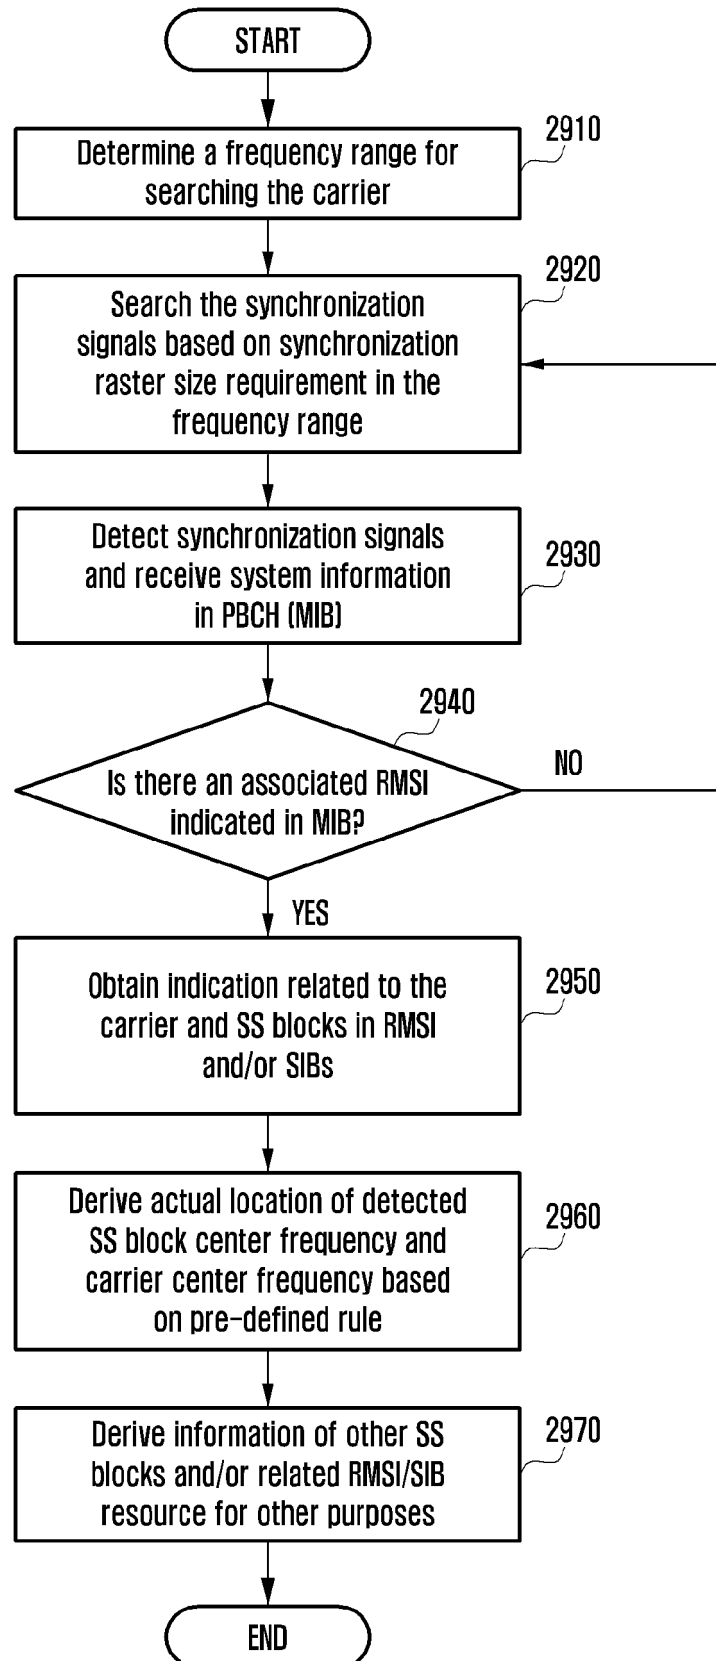 START
2910
Determine a frequency range for
searching the carrier
2920
Search the synchronization
signals based on synchronization
raster size requirement in the
frequency range
Detect synchronization signals
and receive system information
in PBCH (MIB)
2930
2940
Is there an associated RMSI
indicated in MIB?
NO
YES
Obtain indication related to the
carrier and SS blocks in RMSI
and/or SIBs
2950
Derive actual location of detected
SS block center frequency and
carrier center frequency based
on pre-defined rule
2960
Derive information of other SS
blocks and/or related RMSI/SIB
resource for other purposes
2970
END